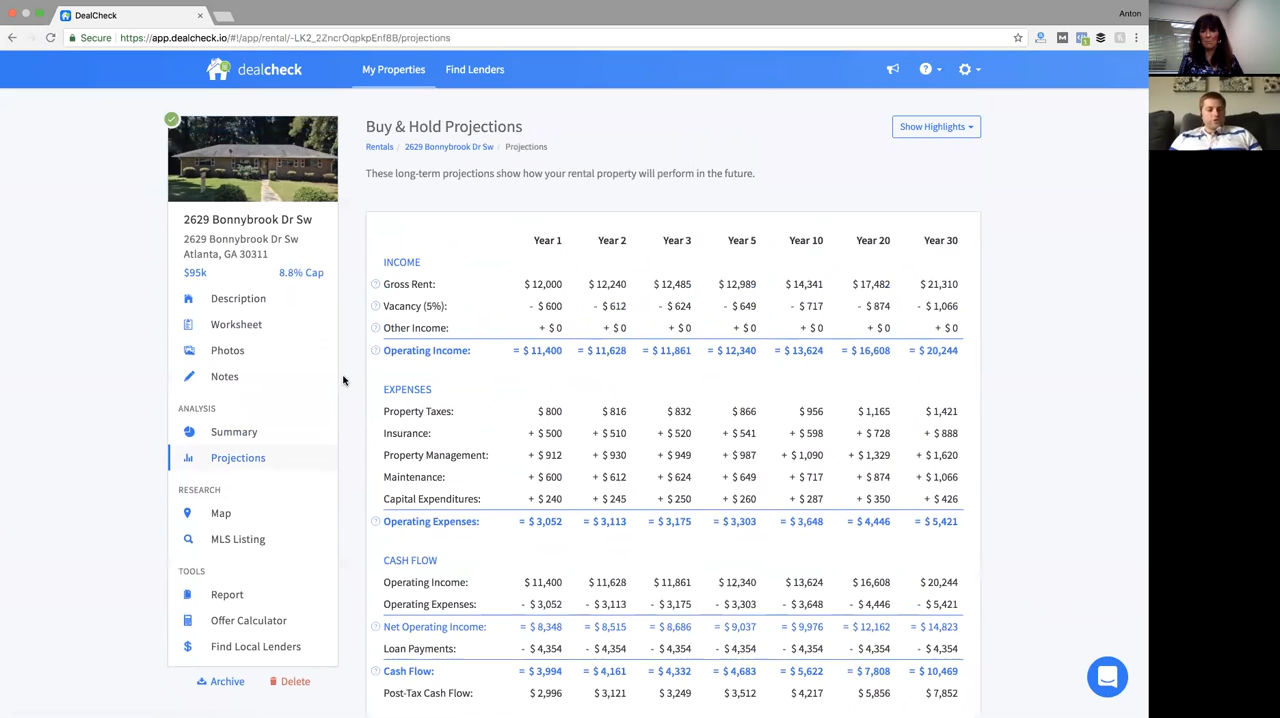 DealCheck
Anton
Secure https://app.dealcheck.io/#!/app/rental/-LK2_2ZncrOqpkpEnf8B/projections
dealcheck My Properties Find Lenders
2629 Bonnybrook Dr Sw
2629 Bonnybrook Dr Sw
Atlanta, GA 30311
$95k 8.8% Cap
Description
Worksheet
Photos
Notes
ANALYSIS
Summary
Projections
RESEARCH
Map
MLS Listing
TOOLS
Report
Offer Calculator
Find Local Lenders
Archive Delete
Buy & Hold Projections
Show Highlights
Rentals / 2629 Bonnybrook Dr Sw / Projections
These long-term projections show how your rental property will perform in the future.
Year 1 Year 2 Year 3 Year 5 Year 10 Year 20 Year 30
INCOME
Gross Rent: $ 12,000 $ 12,240 $ 12,485 $ 12,989 $ 14,341 $ 17,482 $ 21,310
Vacancy (5%): - $ 600 - $ 612 - $ 624 - $ 649 - $ 717 - $ 874 - $ 1,066
Other Income: + $ 0 + $ 0 + $ 0 + $ 0 + $ 0 + $ 0 + $ 0
Operating Income: = $ 11,400 = $ 11,628 = $ 11,861 = $ 12,340 = $ 13,624 = $ 16,608 = $ 20,244
EXPENSES
Property Taxes: $ 800 $ 816 $ 832 $ 866 $ 956 $ 1,165 $ 1,421
Insurance: + $ 500 + $ 510 + $ 520 + $ 541 + $ 598 + $ 728 + $ 888
Property Management: + $ 912 + $ 930 + $ 949 + $ 987 + $ 1,090 + $ 1,329 + $ 1,620
Maintenance: + $ 600 + $ 612 + $ 624 + $ 649 + $ 717 + $ 874 + $ 1,066
Capital Expenditures: + $ 240 + $ 245 + $ 250 + $ 260 + $ 287 + $ 350 + $ 426
Operating Expenses: = $ 3,052 = $ 3,113 = $ 3,175 = $ 3,303 = $ 3,648 = $ 4,446 = $ 5,421
CASH FLOW
Operating Income: $ 11,400 $ 11,628 $ 11,861 $ 12,340 $ 13,624 $ 16,608 $ 20,244
Operating Expenses: - $ 3,052 - $ 3,113 - $ 3,175 - $ 3,303 - $ 3,648 - $ 4,446 - $ 5,421
Net Operating Income: = $ 8,348 = $ 8,515 = $ 8,686 = $ 9,037 = $ 9,976 = $ 12,162 = $ 14,823
Loan Payments: - $ 4,354 - $ 4,354 - $ 4,354 - $ 4,354 - $ 4,354 - $ 4,354 - $ 4,354
Cash Flow: = $ 3,994 = $ 4,161 = $ 4,332 = $ 4,683 = $ 5,622 = $ 7,808 = $ 10,469
Post-Tax Cash Flow: $ 2,996 $ 3,121 $ 3,249 $ 3,512 $ 4,217 $ 5,856 $ 7,852